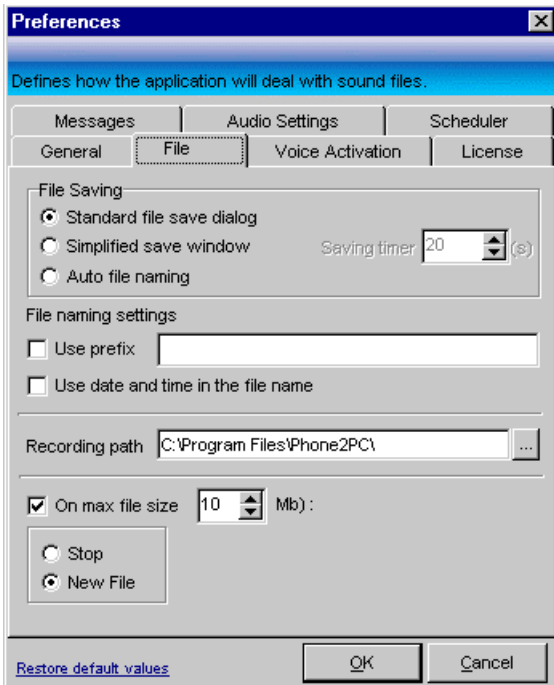 Preferences
Defines how the application will deal with sound files.
Messages Audio Settings Scheduler
General File Voice Activation License
File Saving
Standard file save dialog
Simplified save window Saving timer 20 (s)
Auto file naming
File naming settings
Use prefix
Use date and time in the file name
Recording path C:\Program Files\Phone2PC\ ...
On max file size 10 Mb) :
Stop
New File
Restore default values OK Cancel